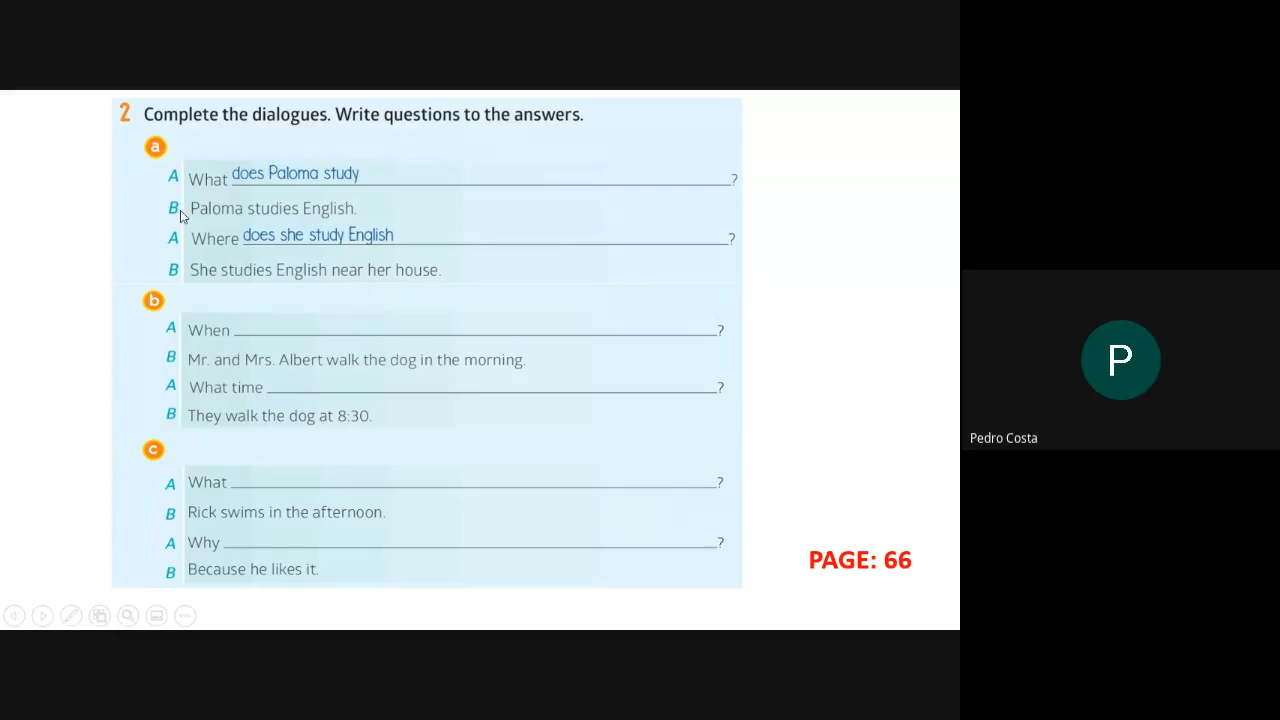 2 Complete the dialogues. Write questions to the answers.
a
A What does Paloma study ?
B Paloma studies English.
A Where does she study English ?
B She studies English near her house.
b
A When ?
B Mr. and Mrs. Albert walk the dog in the morning.
A What time ?
B They walk the dog at 8:30.
c
A What ?
B Rick swims in the afternoon.
A Why ?
B Because he likes it.
PAGE: 66
P
Pedro Costa